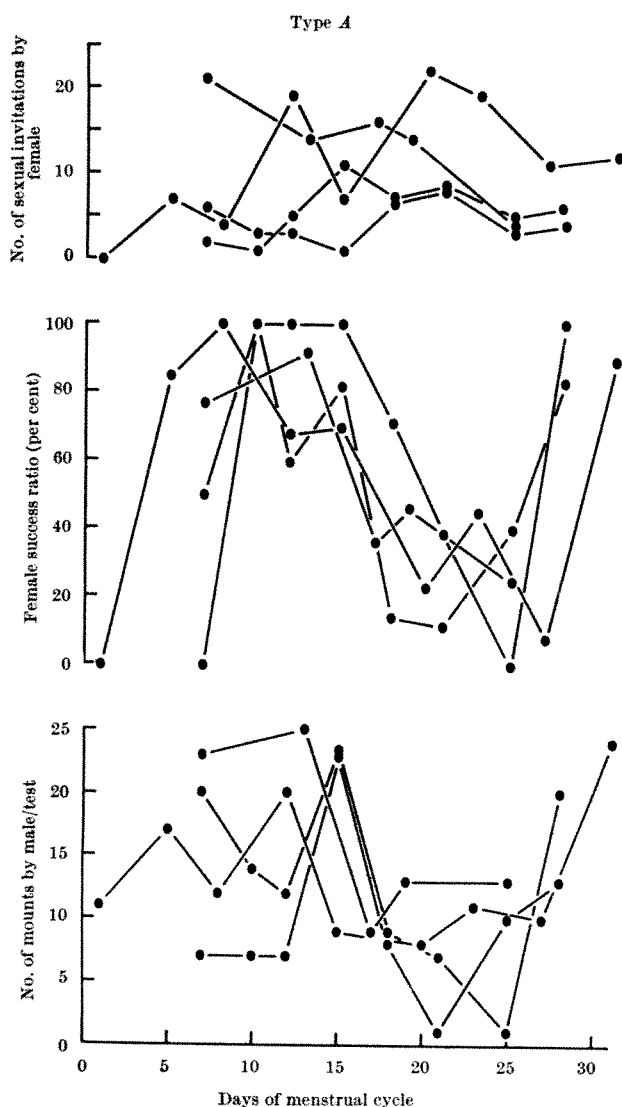 Type A
No. of sexual invitations by
female
20
10
0
Female success ratio (per cent)
100
80
60
40
20
0
No. of mounts by male/test
25
20
15
10
5
0
0 5 10 15 20 25 30
Days of menstrual cycle